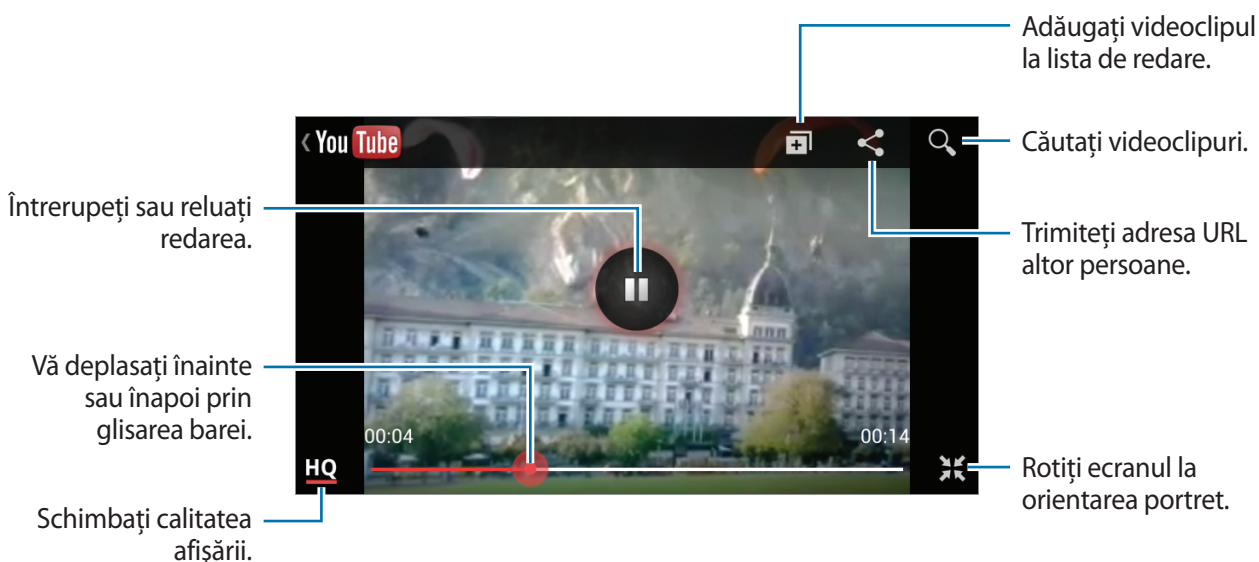 Adăugați videoclipul
la lista de redare.
You Tube
Căutați videoclipuri.
Întrerupeți sau reluați
redarea.
Trimiteți adresa URL
altor persoane.
Vă deplasați înainte
sau înapoi prin
glisarea barei.
00:04
00:14
HQ
Rotiți ecranul la
orientarea portret.
Schimbați calitatea
afișării.